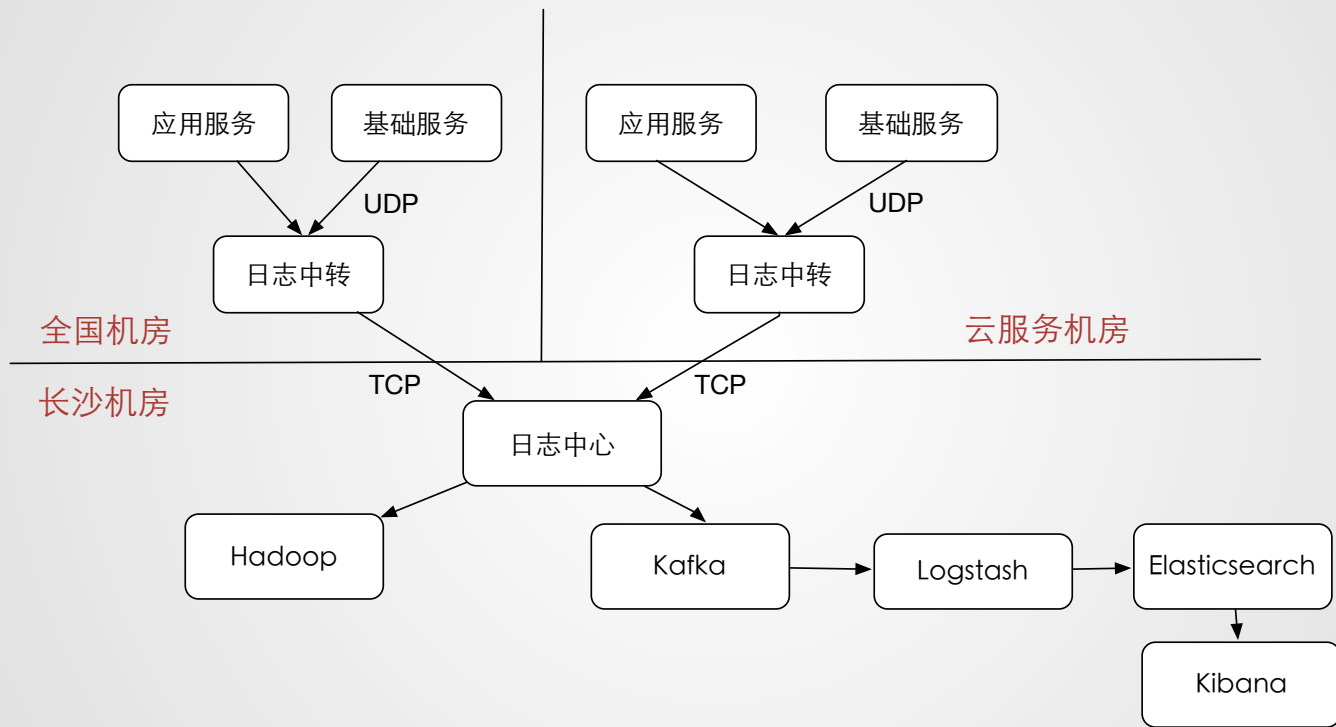 应用服务
基础服务
应用服务
基础服务
UDP
UDP
日志中转
日志中转
全国机房
云服务机房
TCP
TCP
长沙机房
日志中心
Hadoop
Kafka
Logstash
Elasticsearch
Kibana